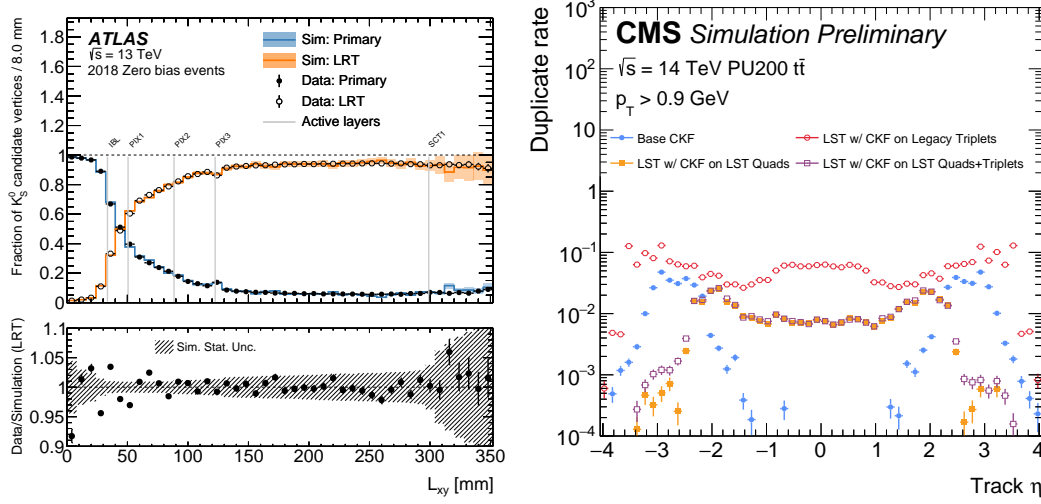 ATLAS
√s = 13 TeV
2018 Zero bias events
Sim: Primary
Sim: LRT
Data: Primary
Data: LRT
Active layers
IBL
PIX1
PIX2
PIX3
SCT1
Fraction of K⁰S candidate vertices / 8.0 mm
1.8
1.6
1.4
1.2
1
0.8
0.6
0.4
0.2
0
Sim. Stat. Unc.
Data/Simulation (LRT)
1.1
1.05
1.00
0.95
0.9
0 50 100 150 200 250 300 350
Lxy [mm]
CMS Simulation Preliminary
√s = 14 TeV PU200 tt̄
pT > 0.9 GeV
Base CKF
LST w/ CKF on Legacy Triplets
LST w/ CKF on LST Quads
LST w/ CKF on LST Quads+Triplets
Duplicate rate
10³
10²
10
1
10⁻¹
10⁻²
10⁻³
10⁻⁴
−4 −3 −2 −1 0 1 2 3 4
Track η